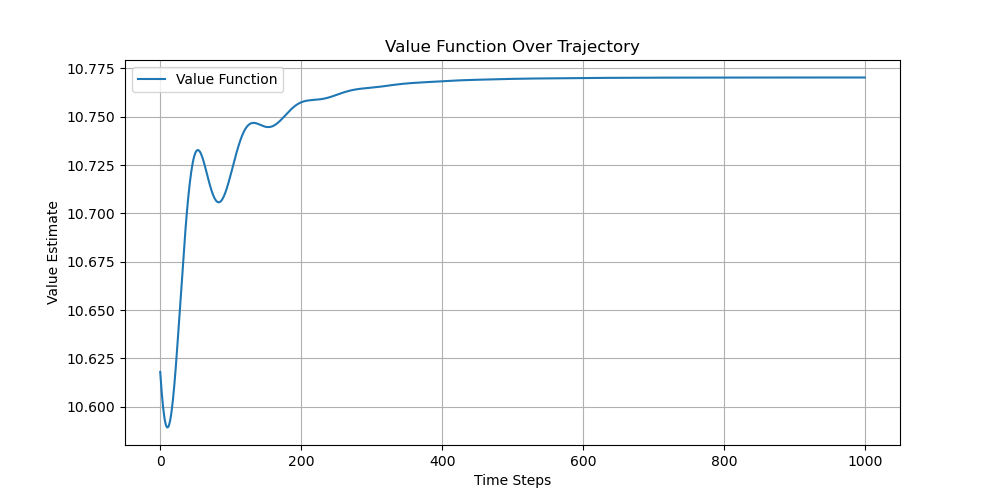 Value Function Over Trajectory
Value Function
Value Estimate
10.775
10.750
10.725
10.700
10.675
10.650
10.625
10.600
0 200 400 600 800 1000
Time Steps